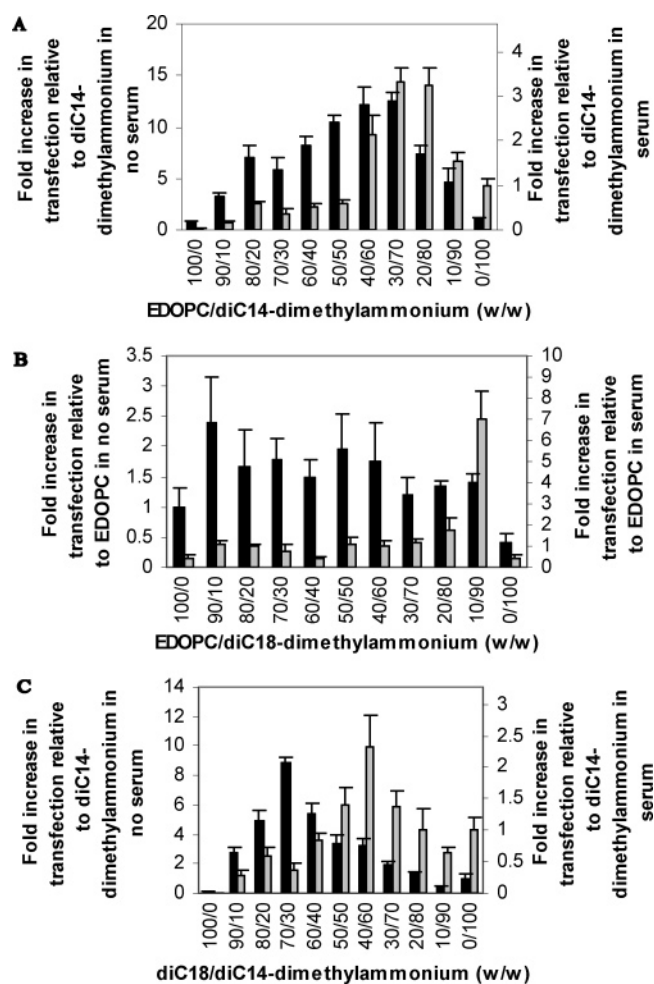 A
Fold increase in
transfection relative
to diC14-
dimethylammonium in
no serum
20
15
10
5
0
4
3
2
1
0
Fold increase in
transfection relative
to diC14-
dimethylammonium in
serum
100/0
90/10
80/20
70/30
60/40
50/50
40/60
30/70
20/80
10/90
0/100
EDOPC/diC14-dimethylammonium (w/w)
B
Fold increase in
transfection relative
to EDOPC in no serum
3.5
3
2.5
2
1.5
1
0.5
0
10
9
8
7
6
5
4
3
2
1
0
Fold increase in
transfection relative
to EDOPC in serum
100/0
90/10
80/20
70/30
60/40
50/50
40/60
30/70
20/80
10/90
0/100
EDOPC/diC18-dimethylammonium (w/w)
C
Fold increase in
transfection relative
to diC14-
dimethylammonium in
no serum
14
12
10
8
6
4
2
0
3
2.5
2
1.5
1
0.5
0
Fold increase in
transfection relative
to diC14-
dimethylammonium in
serum
100/0
90/10
80/20
70/30
60/40
50/50
40/60
30/70
20/80
10/90
0/100
diC18/diC14-dimethylammonium (w/w)